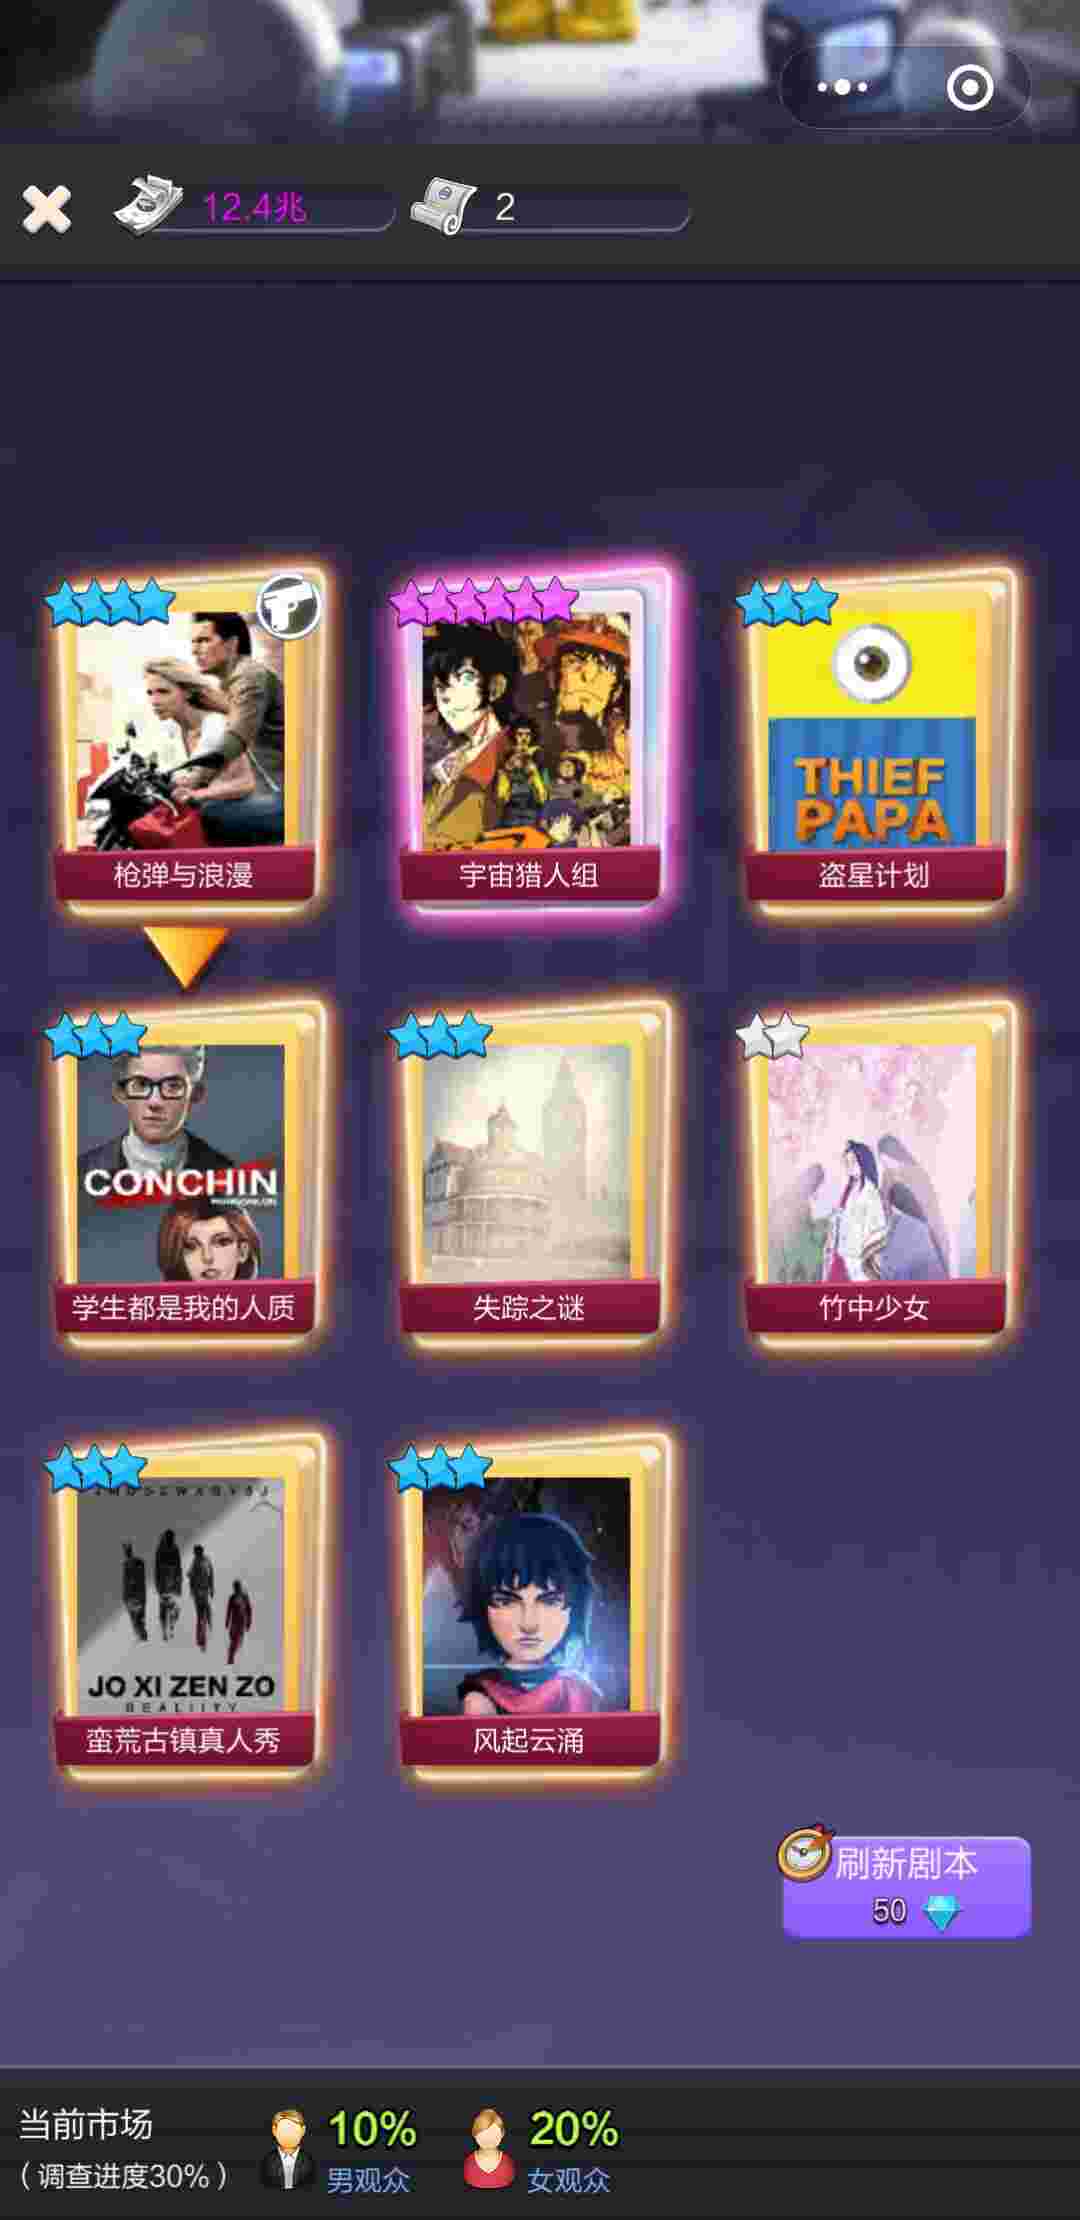 12.4兆
2
枪弹与浪漫
宇宙猎人组
THIEF
PAPA
盗星计划
CONCHIN
学生都是我的人质
失踪之谜
竹中少女
JO XI ZEN ZO
蛮荒古镇真人秀
风起云涌
刷新剧本
50
当前市场
（调查进度30%）
10%
男观众
20%
女观众